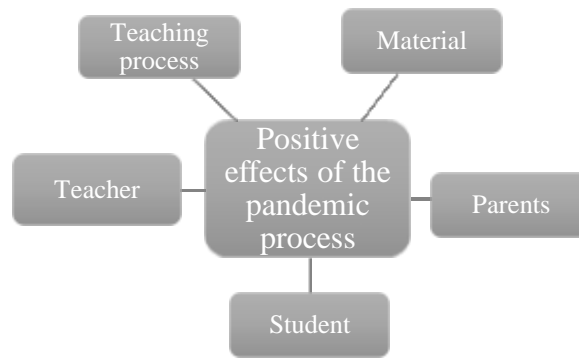 Teaching
process
Material
Positive
effects of the
pandemic
process
Teacher
Parents
Student